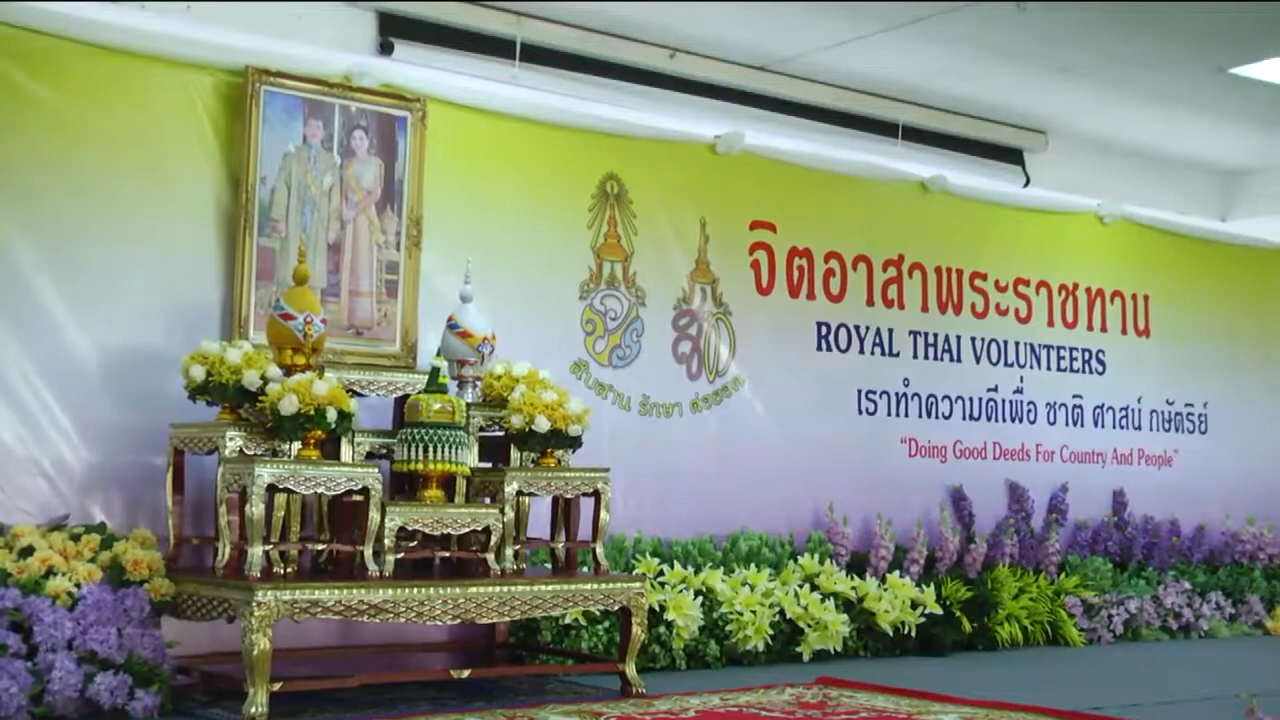 จิตอาสาพระราชทาน
ROYAL THAI VOLUNTEERS
เราทำความดีเพื่อ ชาติ ศาสน์ กษัตริย์
“Doing Good Deeds For Country And People”
สืบสาน รักษา ต่อยอด